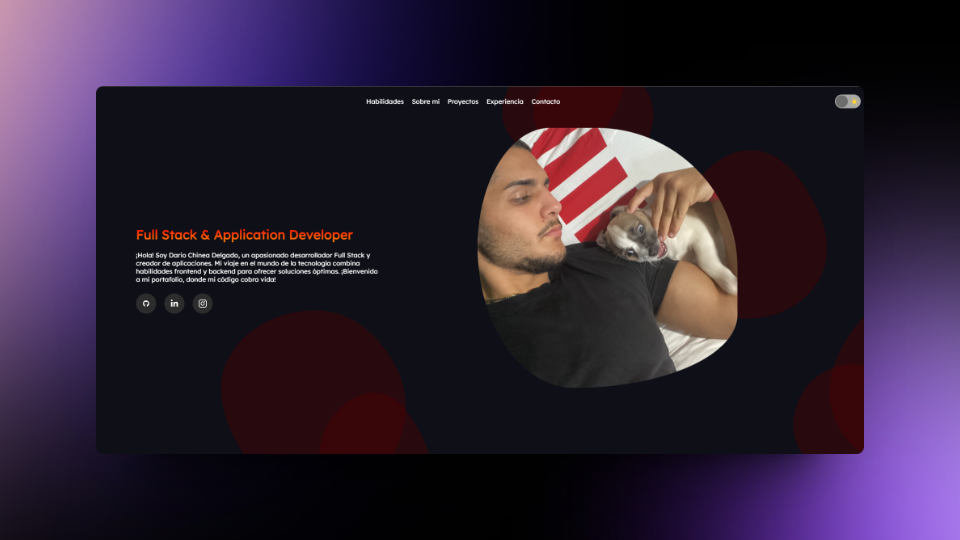 Habilidades Sobre mi Proyectos Experiencia Contacto
Full Stack & Application Developer
¡Hola! Soy Dario Chinea Delgado, un apasionado desarrollador Full Stack y
creador de aplicaciones. Mi viaje en el mundo de la tecnología combina
habilidades frontend y backend para ofrecer soluciones óptimas. ¡Bienvenido
a mi portafolio, donde mi código cobra vida!
in